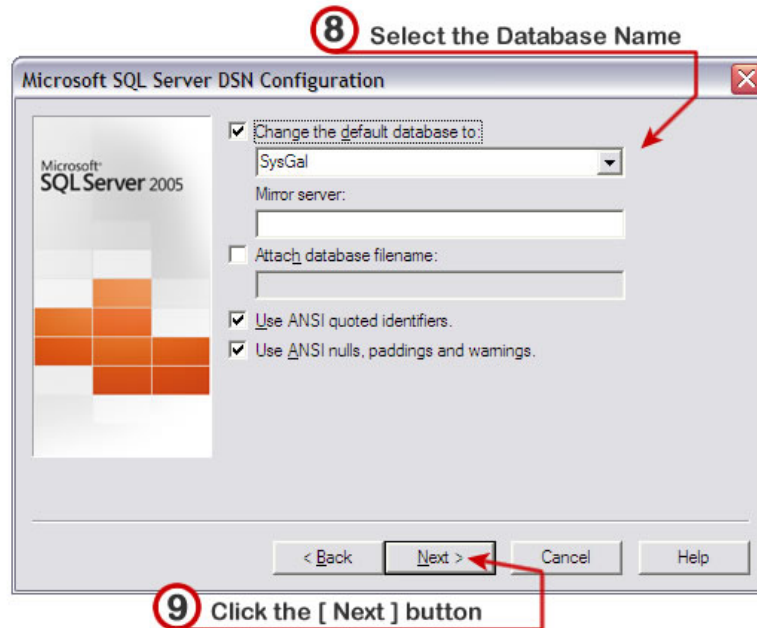 8 Select the Database Name
Microsoft SQL Server DSN Configuration
Microsoft
SQL Server 2005
Change the default database to:
SysGal
Mirror server:
Attach database filename:
Use ANSI quoted identifiers.
Use ANSI nulls, paddings and warnings.
< Back
Next >
Cancel
Help
9 Click the [ Next ] button